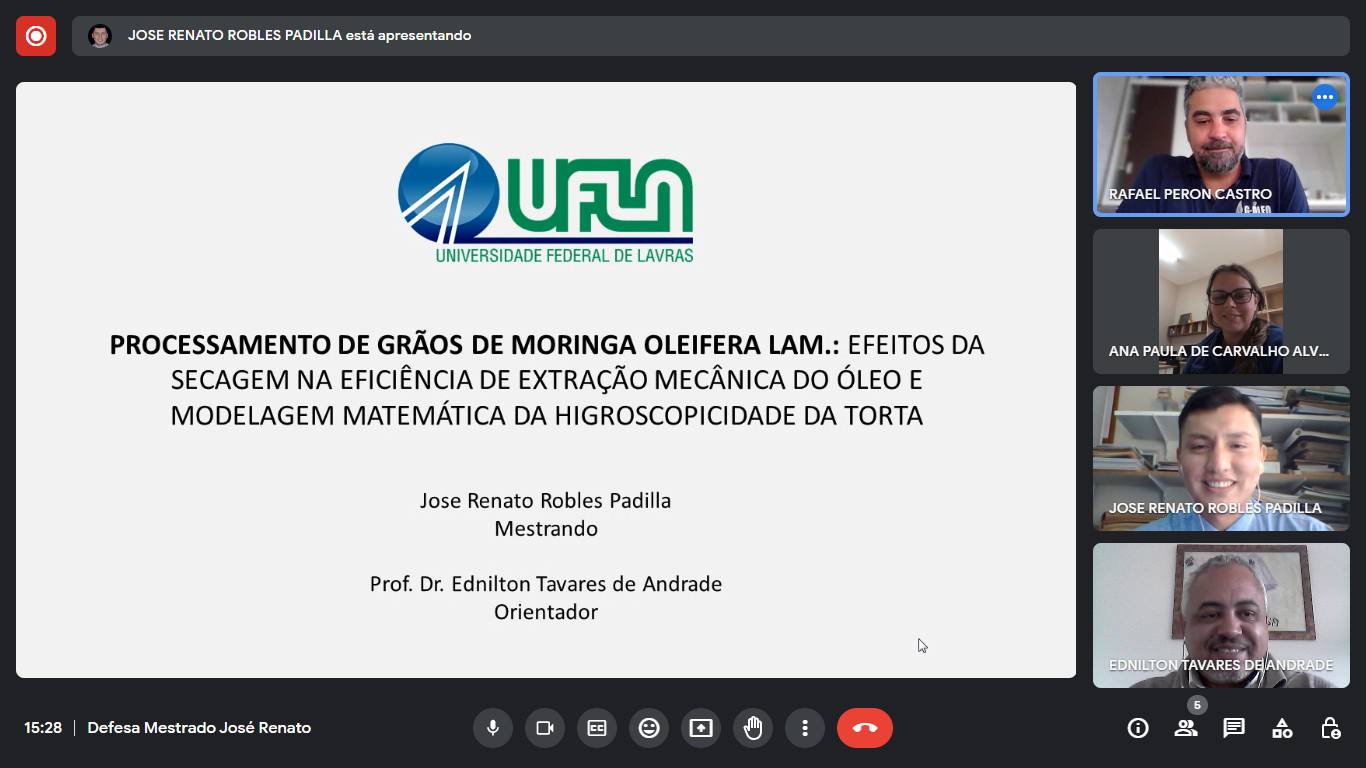 JOSE RENATO ROBLES PADILLA está apresentando
UFLA
UNIVERSIDADE FEDERAL DE LAVRAS
PROCESSAMENTO DE GRÃOS DE MORINGA OLEIFERA LAM.: EFEITOS DA
SECAGEM NA EFICIÊNCIA DE EXTRAÇÃO MECÂNICA DO ÓLEO E
MODELAGEM MATEMÁTICA DA HIGROSCOPICIDADE DA TORTA
Jose Renato Robles Padilla
Mestrando
Prof. Dr. Ednilton Tavares de Andrade
Orientador
RAFAEL PERON CASTRO
G-ÓLEO
ANA PAULA DE CARVALHO ALV...
JOSE RENATO ROBLES PADILLA
EDNILTON TAVARES DE ANDRADE
15:28 | Defesa Mestrado José Renato
CC
5